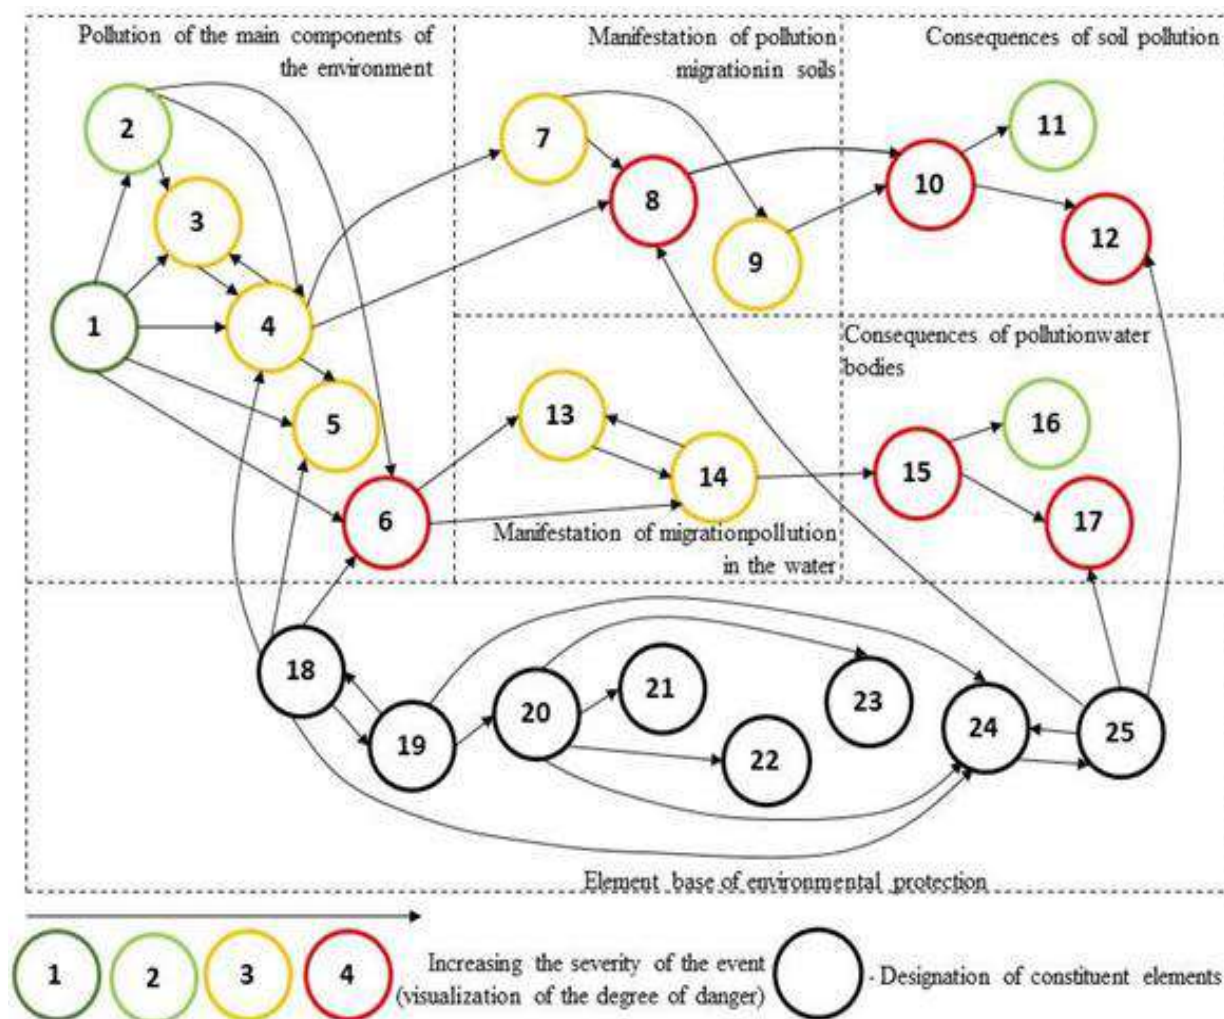 Pollution of the main components of
the environment
Manifestation of pollution
migrationin soils
Consequences of soil pollution
2
7
11
3
8
10
9
12
1
4
Consequences of pollutionwater
bodies
5
13
16
14
15
6
17
Manifestation of migrationpollution
in the water
18
21
20
23
19
22
24
25
Element base of environmental protection
1
2
3
4
Increasing the severity of the event
(visualization of the degree of danger)
- Designation of constituent elements